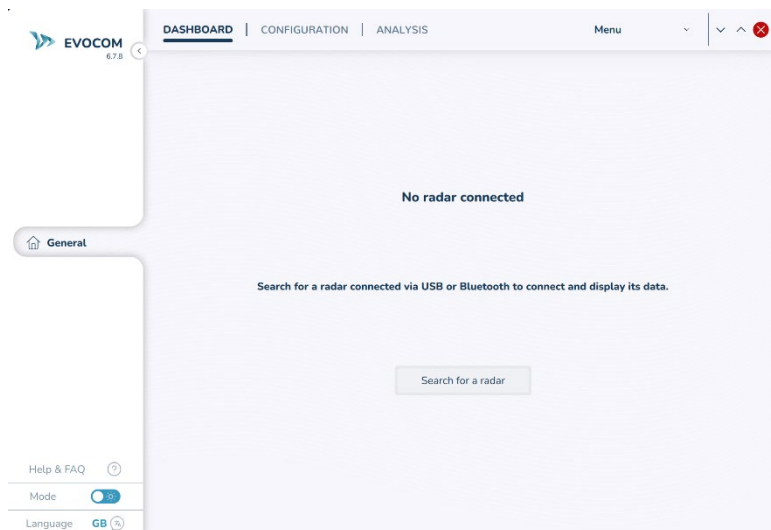 EVOCOM
6.7.8
DASHBOARD | CONFIGURATION | ANALYSIS
Menu
No radar connected
General
Search for a radar connected via USB or Bluetooth to connect and display its data.
Search for a radar
Help & FAQ ?
Mode
Language GB